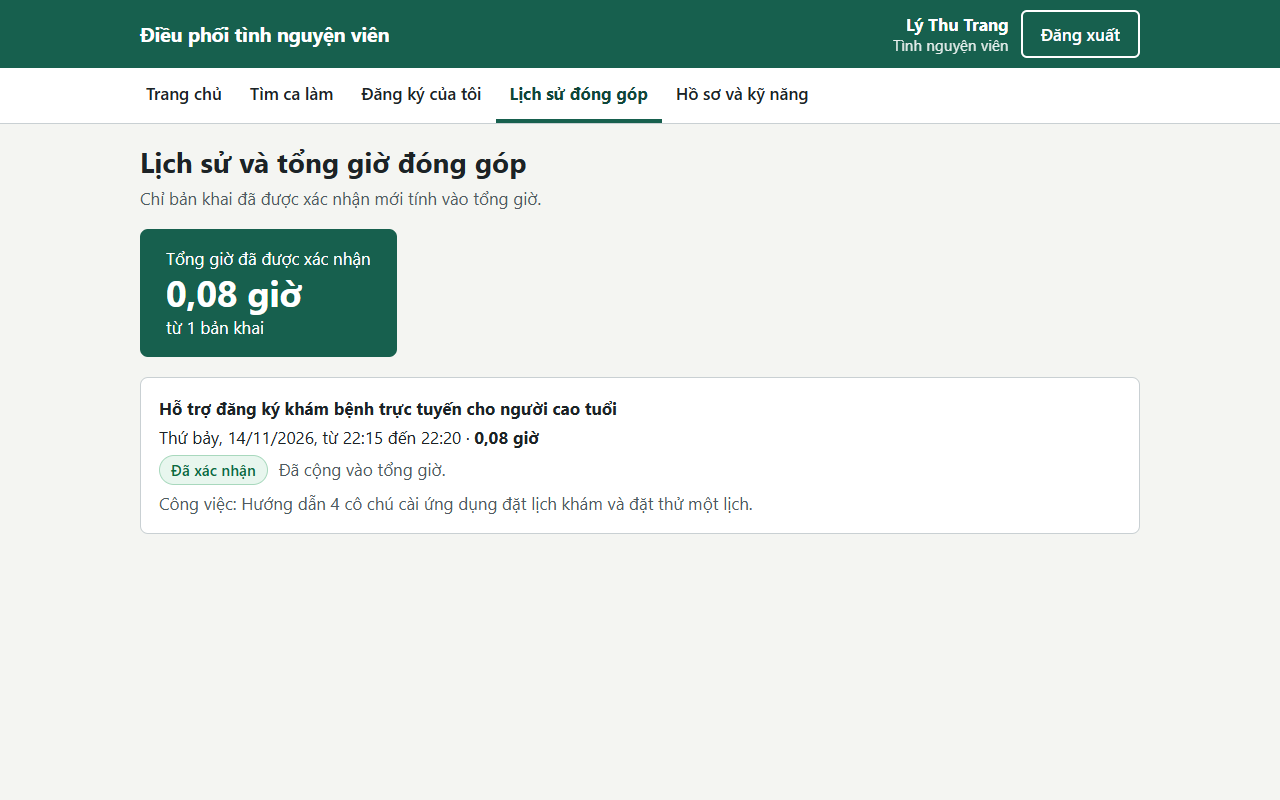 Điều phối tình nguyện viên
Lý Thu Trang
Tình nguyện viên
Đăng xuất
Trang chủ
Tìm ca làm
Đăng ký của tôi
Lịch sử đóng góp
Hồ sơ và kỹ năng
Lịch sử và tổng giờ đóng góp
Chỉ bản khai đã được xác nhận mới tính vào tổng giờ.
Tổng giờ đã được xác nhận
0,08 giờ
từ 1 bản khai
Hỗ trợ đăng ký khám bệnh trực tuyến cho người cao tuổi
Thứ bảy, 14/11/2026, từ 22:15 đến 22:20 · 0,08 giờ
Đã xác nhận Đã cộng vào tổng giờ.
Công việc: Hướng dẫn 4 cô chú cài ứng dụng đặt lịch khám và đặt thử một lịch.